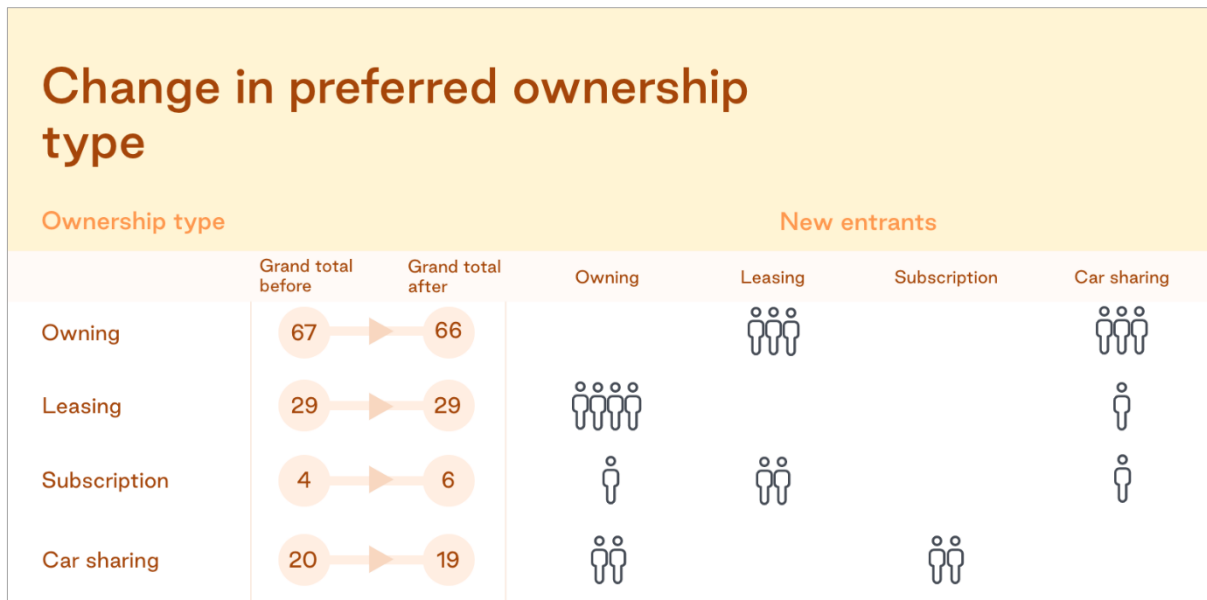 Change in preferred ownership
type
Ownership type
New entrants
Grand total
before
Grand total
after
Owning
Leasing
Subscription
Car sharing
Owning
67
66
Leasing
29
29
Subscription
4
6
Car sharing
20
19